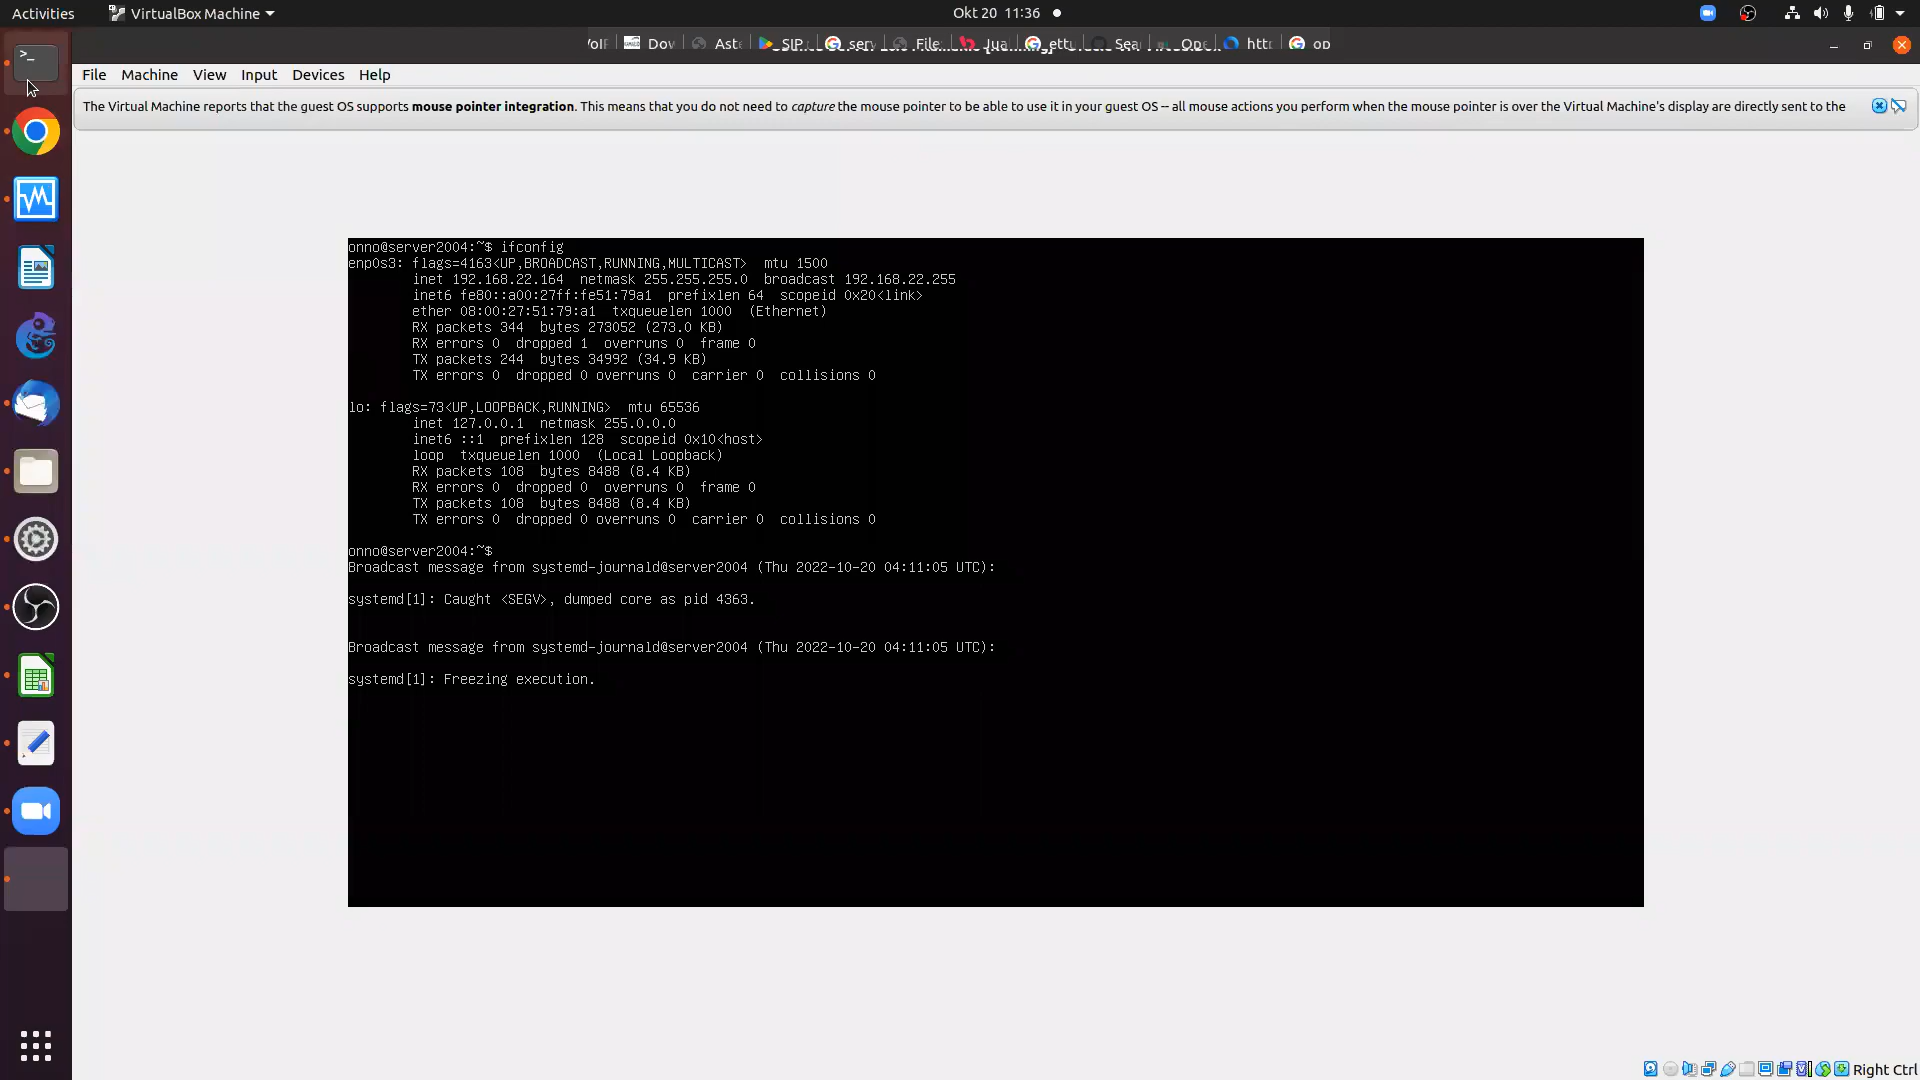 Activities
VirtualBox Machine
Okt 20 11:36
Dow
Aste
SIP
serv
File:
Jua
ettu
Sea
Ope
http
op
File Machine View Input Devices Help
The Virtual Machine reports that the guest OS supports mouse pointer integration. This means that you do not need to capture the mouse pointer to be able to use it in your guest OS – all mouse actions you perform when the mouse pointer is over the Virtual Machine's display are directly sent to the
onno@server2004:~$ ifconfig
enp0s3: flags=4163<UP,BROADCAST,RUNNING,MULTICAST>  mtu 1500
inet 192.168.22.164  netmask 255.255.255.0  broadcast 192.168.22.255
inet6 fe80::a00:27ff:fe51:79a1  prefixlen 64  scopeid 0x20<link>
ether 08:00:27:51:79:a1  txqueuelen 1000  (Ethernet)
RX packets 344  bytes 273052 (273.0 KB)
RX errors 0  dropped 1  overruns 0  frame 0
TX packets 244  bytes 34992 (34.9 KB)
TX errors 0  dropped 0 overruns 0  carrier 0  collisions 0
lo: flags=73<UP,LOOPBACK,RUNNING>  mtu 65536
inet 127.0.0.1  netmask 255.0.0.0
inet6 ::1  prefixlen 128  scopeid 0x10<host>
loop  txqueuelen 1000  (Local Loopback)
RX packets 108  bytes 8488 (8.4 KB)
RX errors 0  dropped 0  overruns 0  frame 0
TX packets 108  bytes 8488 (8.4 KB)
TX errors 0  dropped 0 overruns 0  carrier 0  collisions 0
onno@server2004:~$
Broadcast message from systemd-journald@server2004 (Thu 2022-10-20 04:11:05 UTC):
systemd[1]: Caught <SEGV>, dumped core as pid 4363.
Broadcast message from systemd-journald@server2004 (Thu 2022-10-20 04:11:05 UTC):
systemd[1]: Freezing execution.
Right Ctrl